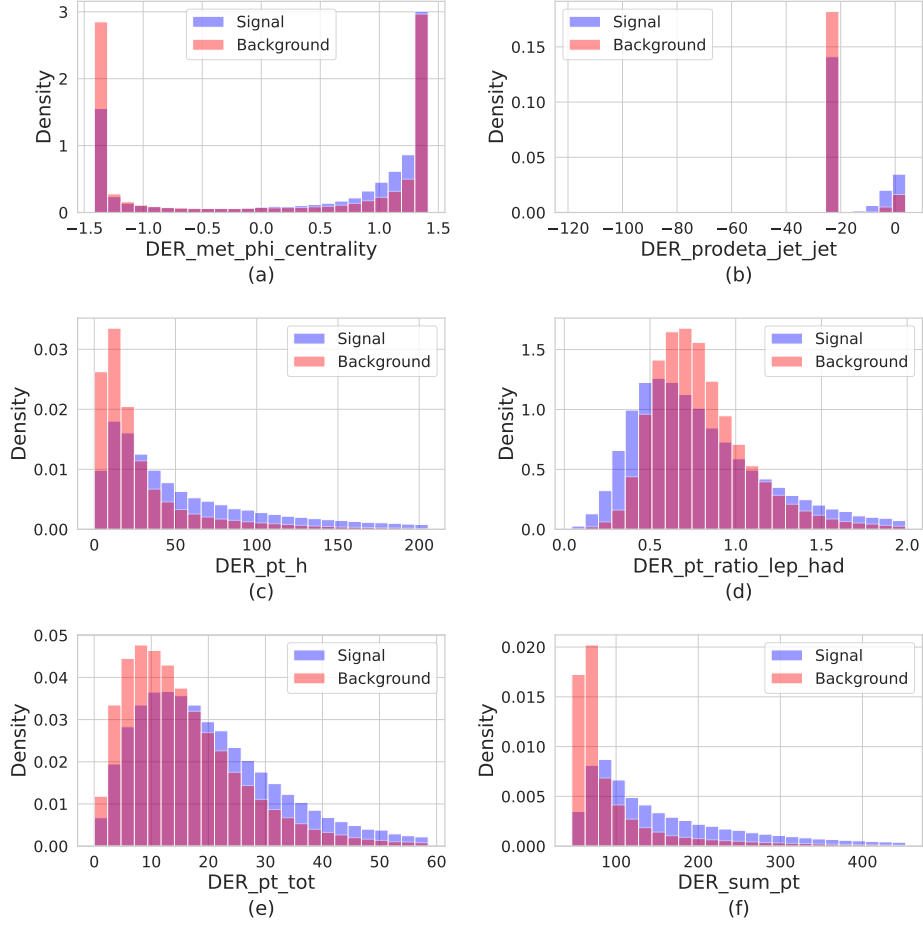 3
2
1
0
Density
Signal
Background
−1.5 −1.0 −0.5 0.0 0.5 1.0 1.5
DER_met_phi_centrality
(a)
0.15
0.10
0.05
0.00
Density
Signal
Background
−120 −100 −80 −60 −40 −20 0
DER_prodeta_jet_jet
(b)
0.03
0.02
0.01
0.00
Density
Signal
Background
0 50 100 150 200
DER_pt_h
(c)
1.5
1.0
0.5
0.0
Density
Signal
Background
0.0 0.5 1.0 1.5 2.0
DER_pt_ratio_lep_had
(d)
0.05
0.04
0.03
0.02
0.01
0.00
Density
Signal
Background
0 10 20 30 40 50 60
DER_pt_tot
(e)
0.020
0.015
0.010
0.005
0.000
Density
Signal
Background
100 200 300 400
DER_sum_pt
(f)